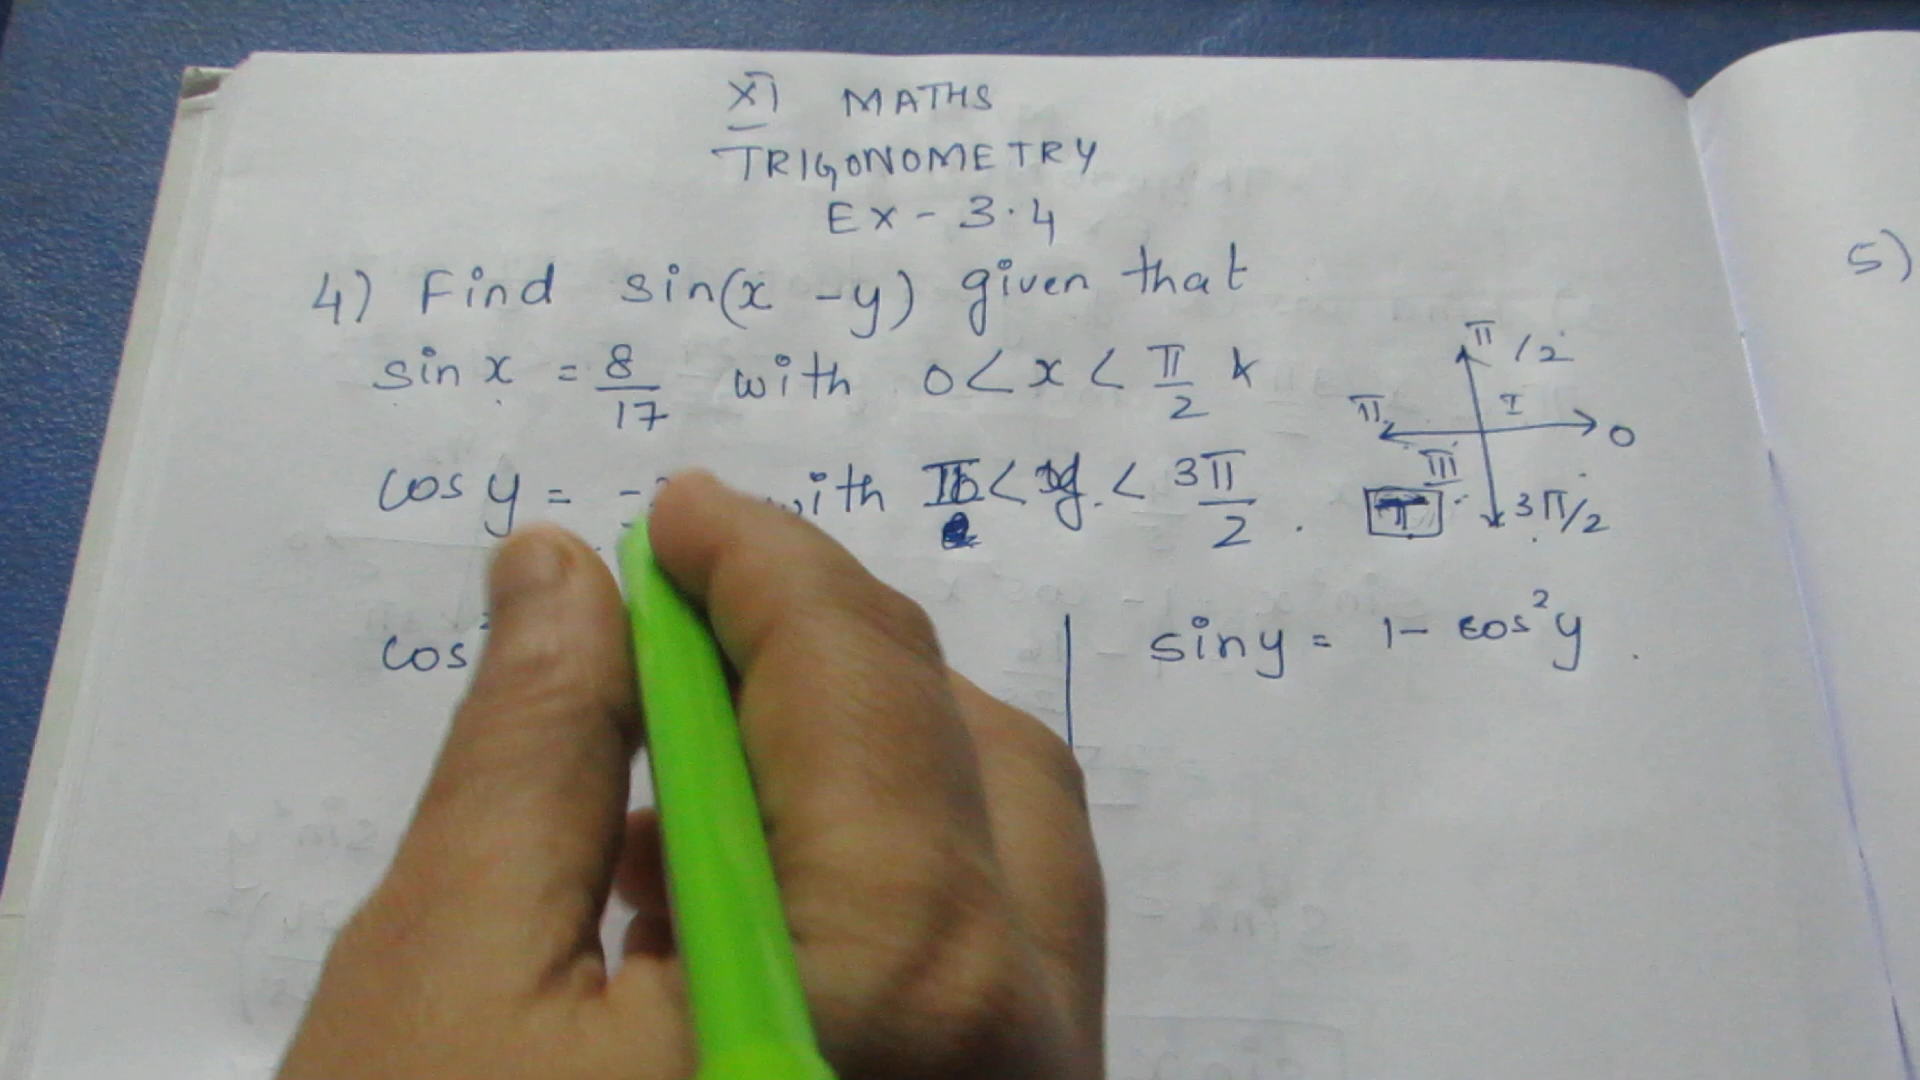 XI MATHS
TRIGONOMETRY
EX - 3.4
4) Find sin(x - y) given that
sin x = 8/17 with 0 < x < π/2 &
cos y = - with π < y < 3π/2 .
π/2
π
I
0
III
T
3π/2
cos²
sin y = 1 - cos²y .
5)